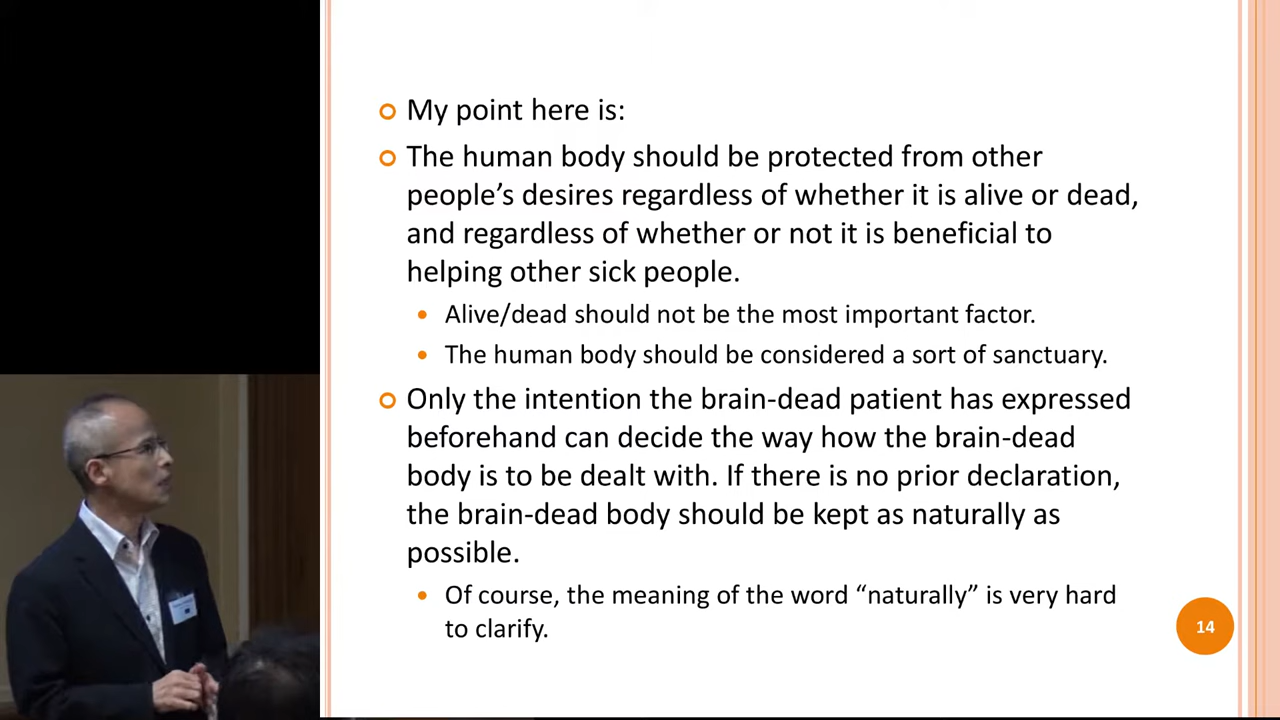 My point here is:
The human body should be protected from other
people’s desires regardless of whether it is alive or dead,
and regardless of whether or not it is beneficial to
helping other sick people.
Alive/dead should not be the most important factor.
The human body should be considered a sort of sanctuary.
Only the intention the brain-dead patient has expressed
beforehand can decide the way how the brain-dead
body is to be dealt with. If there is no prior declaration,
the brain-dead body should be kept as naturally as
possible.
Of course, the meaning of the word “naturally” is very hard
to clarify.
14